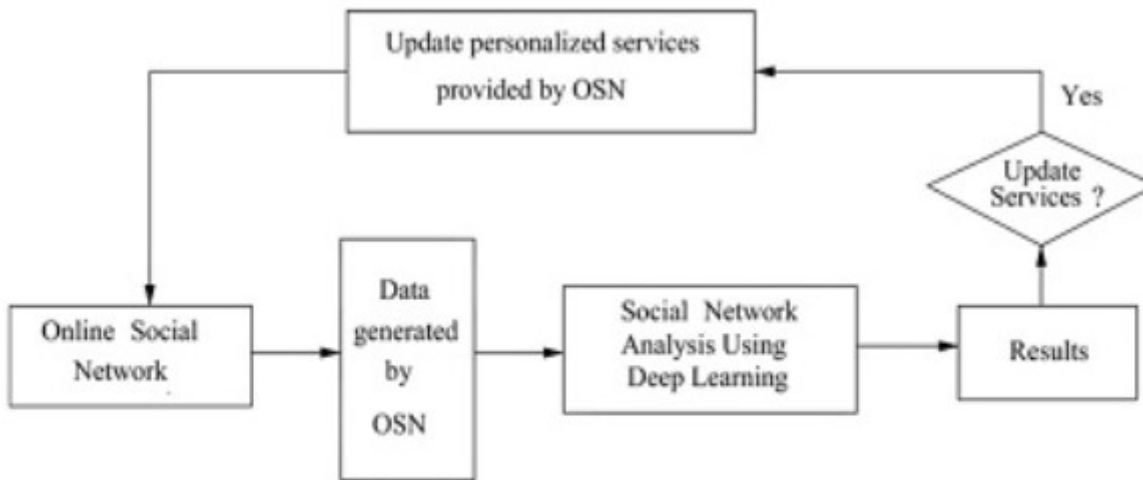 Update personalized services
provided by OSN
Yes
Update
Services ?
Online Social
Network
Data
generated
by
OSN
Social Network
Analysis Using
Deep Learning
Results